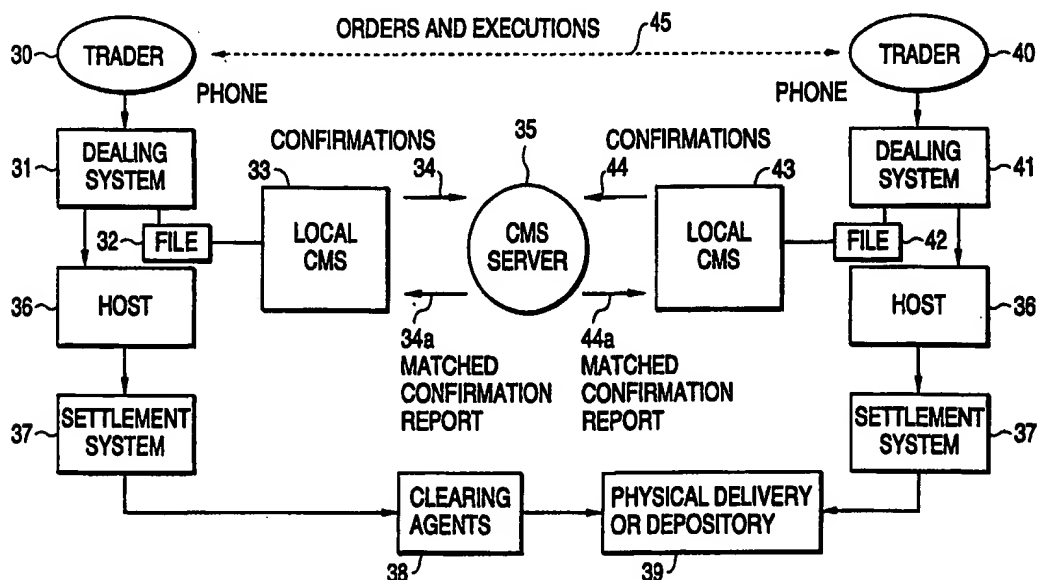 ORDERS AND EXECUTIONS
45
30
TRADER
TRADER
40
PHONE
PHONE
31
DEALING
SYSTEM
CONFIRMATIONS
33
34
35
CONFIRMATIONS
44
43
DEALING
SYSTEM
41
32
FILE
LOCAL
CMS
CMS
SERVER
LOCAL
CMS
FILE
42
36
HOST
34a
MATCHED
CONFIRMATION
REPORT
44a
MATCHED
CONFIRMATION
REPORT
HOST
36
37
SETTLEMENT
SYSTEM
SETTLEMENT
SYSTEM
37
CLEARING
AGENTS
38
PHYSICAL DELIVERY
OR DEPOSITORY
39